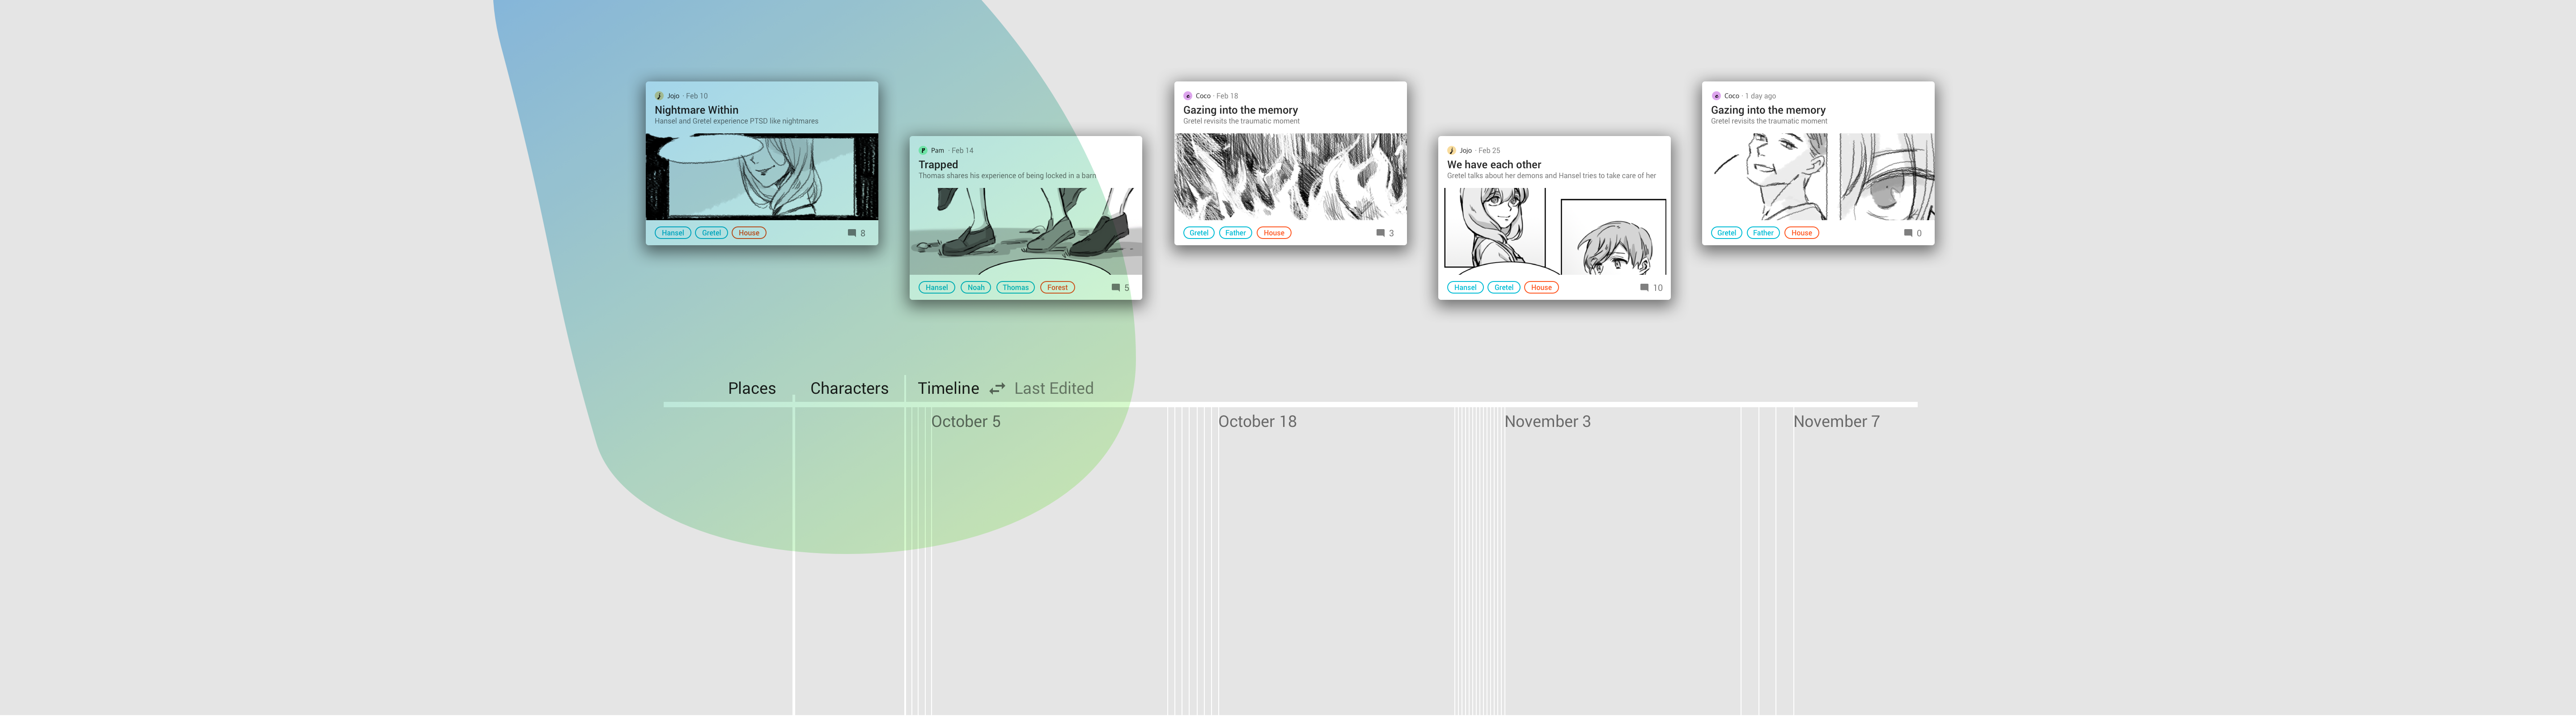 Jojo · Feb 10
Nightmare Within
Hansel and Gretel experience PTSD like nightmares
Hansel Gretel House 8
P Pam · Feb 14
Trapped
Thomas shares his experience of being locked in a barn
Hansel Noah Thomas Forest 5
Coco · Feb 18
Gazing into the memory
Gretel revisits the traumatic moment
Gretel Father House 3
Jojo · Feb 25
We have each other
Gretel talks about her demons and Hansel tries to take care of her
Hansel Gretel House 10
Coco · 1 day ago
Gazing into the memory
Gretel revisits the traumatic moment
Gretel Father House 0
Places Characters Timeline Last Edited
October 5 October 18 November 3 November 7